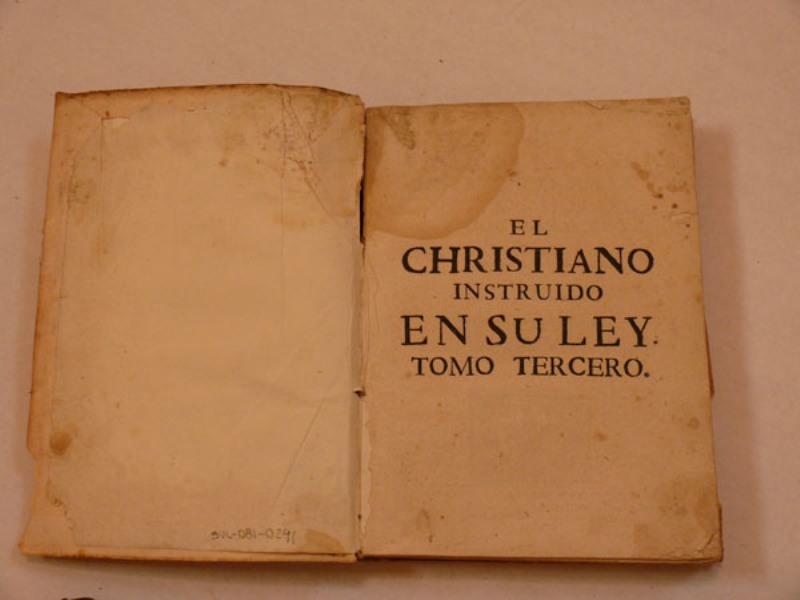 EL
CHRISTIANO
INSTRUIDO
EN SU LEY.
TOMO TERCERO.